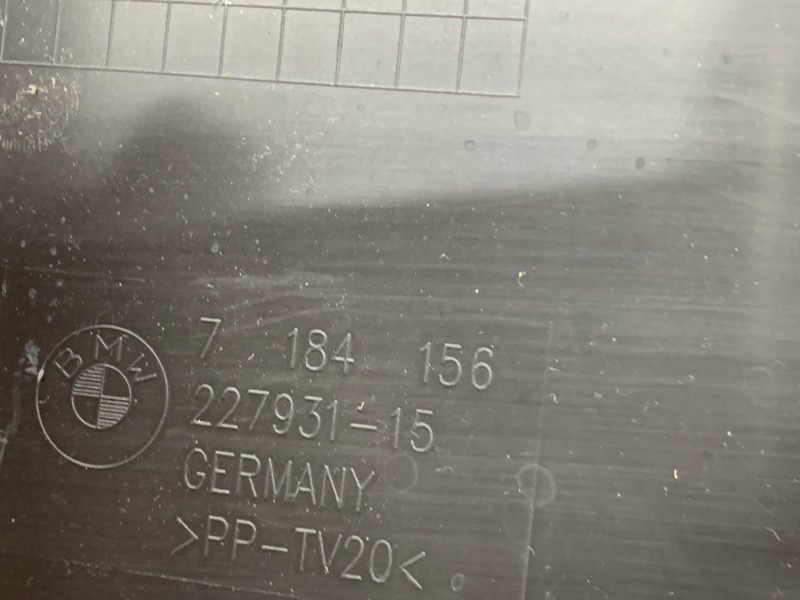 BMW
7 184 156
227931-15
GERMANY
>PP-TV20<